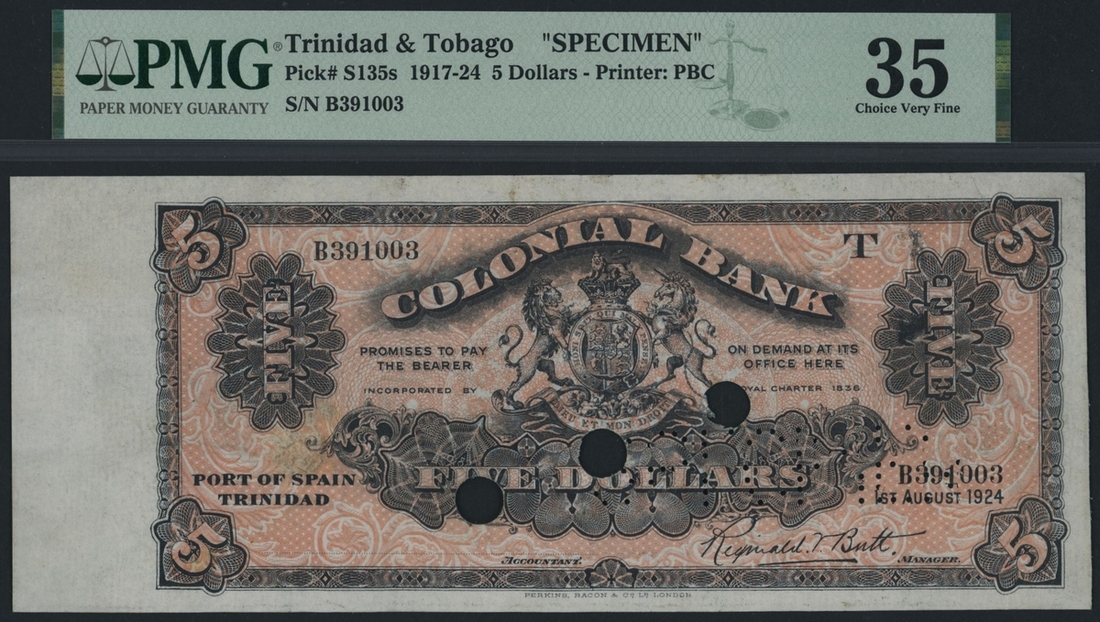 PMG®
PAPER MONEY GUARANTY
Trinidad & Tobago "SPECIMEN"
Pick# S135s 1917-24 5 Dollars - Printer: PBC
S/N B391003
35
Choice Very Fine
5
5
B391003
T
COLONIAL BANK
FIVE
FIVE
PROMISES TO PAY
THE BEARER
ON DEMAND AT ITS
OFFICE HERE
INCORPORATED BY
ROYAL CHARTER 1836
ET MON
FIVE DOLLARS
PORT OF SPAIN
TRINIDAD
B391003
1ST AUGUST 1924
5
5
Reginald. Butt.
ACCOUNTANT.
MANAGER.
PERKINS, BACON & Co Ld LONDON